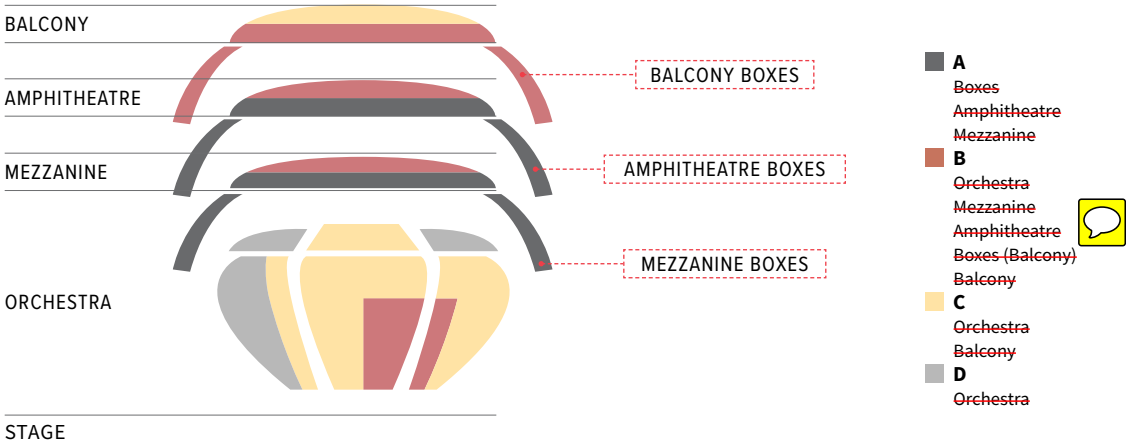 BALCONY
BALCONY BOXES
AMPHITHEATRE
AMPHITHEATRE BOXES
MEZZANINE
MEZZANINE BOXES
ORCHESTRA
STAGE
A
Boxes
Amphitheatre
Mezzanine
B
Orchestra
Mezzanine
Amphitheatre
Boxes (Balcony)
Balcony
C
Orchestra
Balcony
D
Orchestra